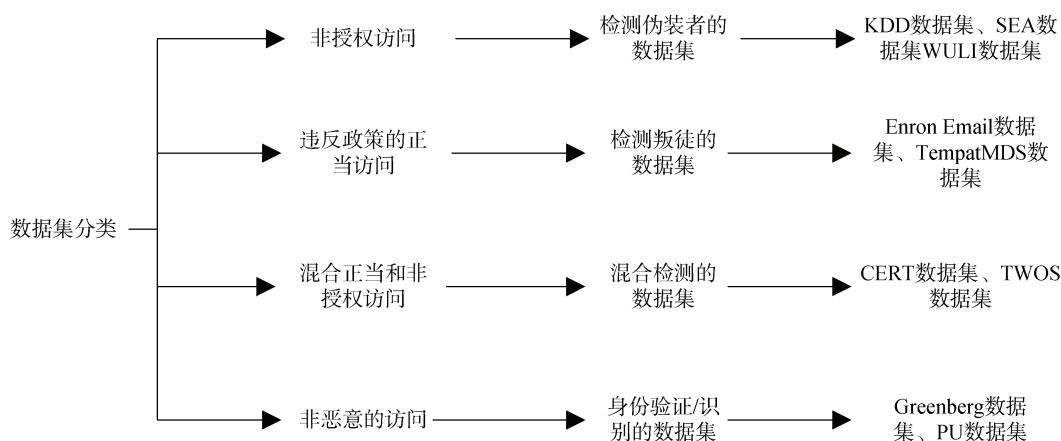 数据集分类
非授权访问
检测伪装者的
数据集
KDD数据集、SEA数
据集WULI数据集
违反政策的正
当访问
检测叛徒的
数据集
Enron Email数据
集、TempatMDS数
据集
混合正当和非
授权访问
混合检测的
数据集
CERT数据集、TWOS
数据集
非恶意的访问
身份验证/识
别的数据集
Greenberg数据
集、PU数据集